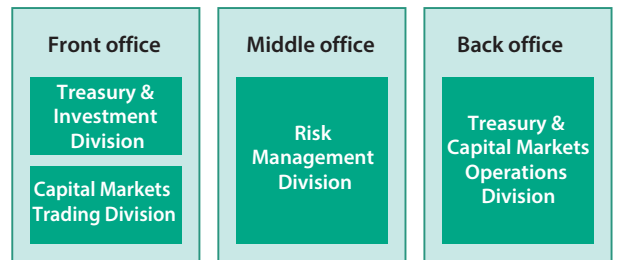 Front office
Treasury &
Investment
Division
Capital Markets
Trading Division
Middle office
Risk
Management
Division
Back office
Treasury &
Capital Markets
Operations
Division